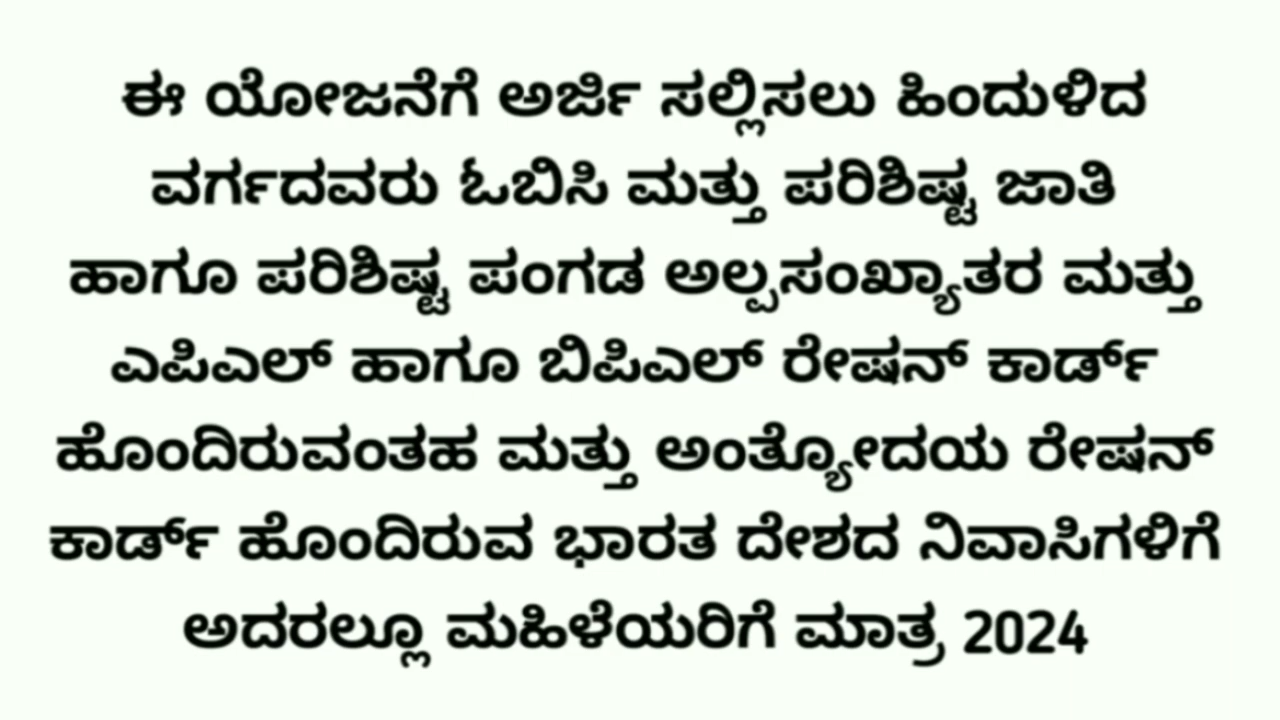 ಈ ಯೋಜನೆಗೆ ಅರ್ಜಿ ಸಲ್ಲಿಸಲು ಹಿಂದುಳಿದ
ವರ್ಗದವರು ಓಬಿಸಿ ಮತ್ತು ಪರಿಶಿಷ್ಟ ಜಾತಿ
ಹಾಗೂ ಪರಿಶಿಷ್ಟ ಪಂಗಡ ಅಲ್ಪಸಂಖ್ಯಾತರ ಮತ್ತು
ಎಪಿಎಲ್ ಹಾಗೂ ಬಿಪಿಎಲ್ ರೇಷನ್ ಕಾರ್ಡ್
ಹೊಂದಿರುವಂತಹ ಮತ್ತು ಅಂತ್ಯೋದಯ ರೇಷನ್
ಕಾರ್ಡ್ ಹೊಂದಿರುವ ಭಾರತ ದೇಶದ ನಿವಾಸಿಗಳಿಗೆ
ಅದರಲ್ಲೂ ಮಹಿಳೆಯರಿಗೆ ಮಾತ್ರ 2024